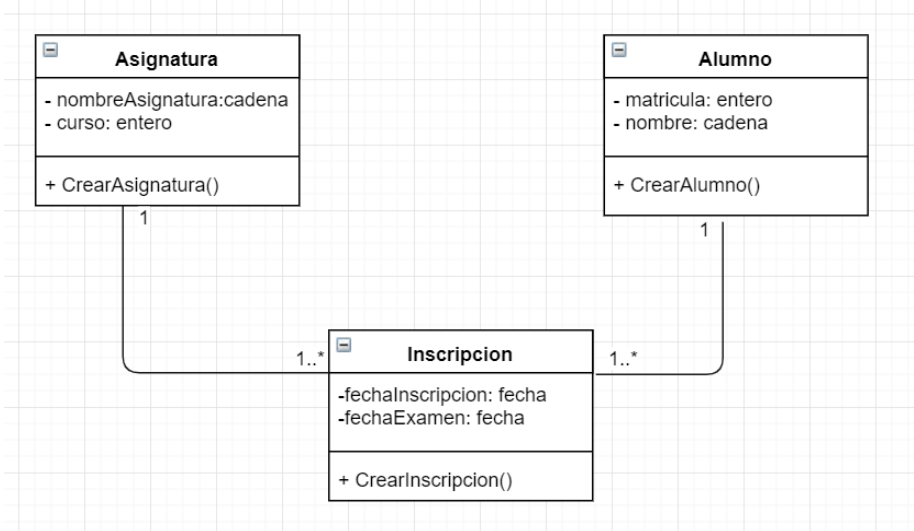 Asignatura
- nombreAsignatura:cadena
- curso: entero
+ CrearAsignatura()
1
Alumno
- matricula: entero
- nombre: cadena
+ CrearAlumno()
1
1..*
Inscripcion
-fechaInscripcion: fecha
-fechaExamen: fecha
+ CrearInscripcion()
1..*